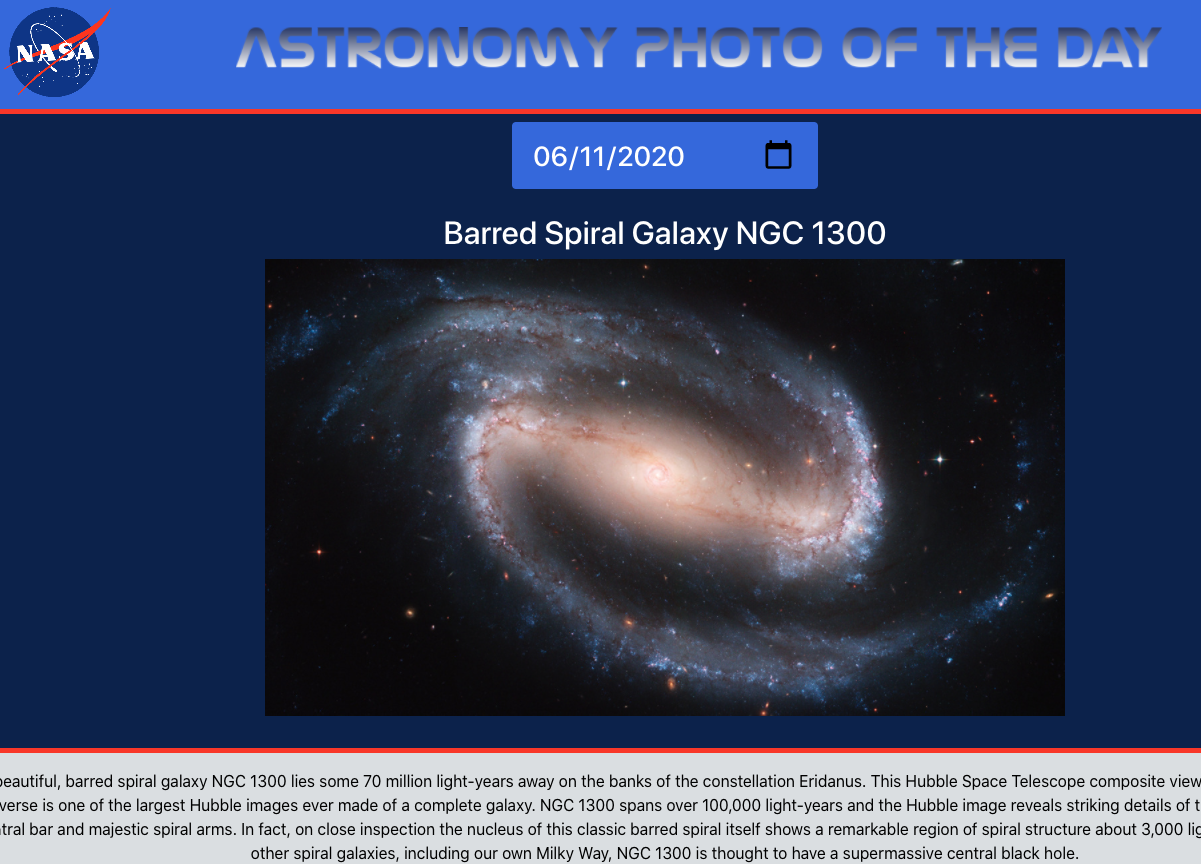 NASA
ASTRONOMY PHOTO OF THE DAY
06/11/2020
Barred Spiral Galaxy NGC 1300
beautiful, barred spiral galaxy NGC 1300 lies some 70 million light-years away on the banks of the constellation Eridanus. This Hubble Space Telescope composite view
verse is one of the largest Hubble images ever made of a complete galaxy. NGC 1300 spans over 100,000 light-years and the Hubble image reveals striking details of t
tral bar and majestic spiral arms. In fact, on close inspection the nucleus of this classic barred spiral itself shows a remarkable region of spiral structure about 3,000 lig
other spiral galaxies, including our own Milky Way, NGC 1300 is thought to have a supermassive central black hole.